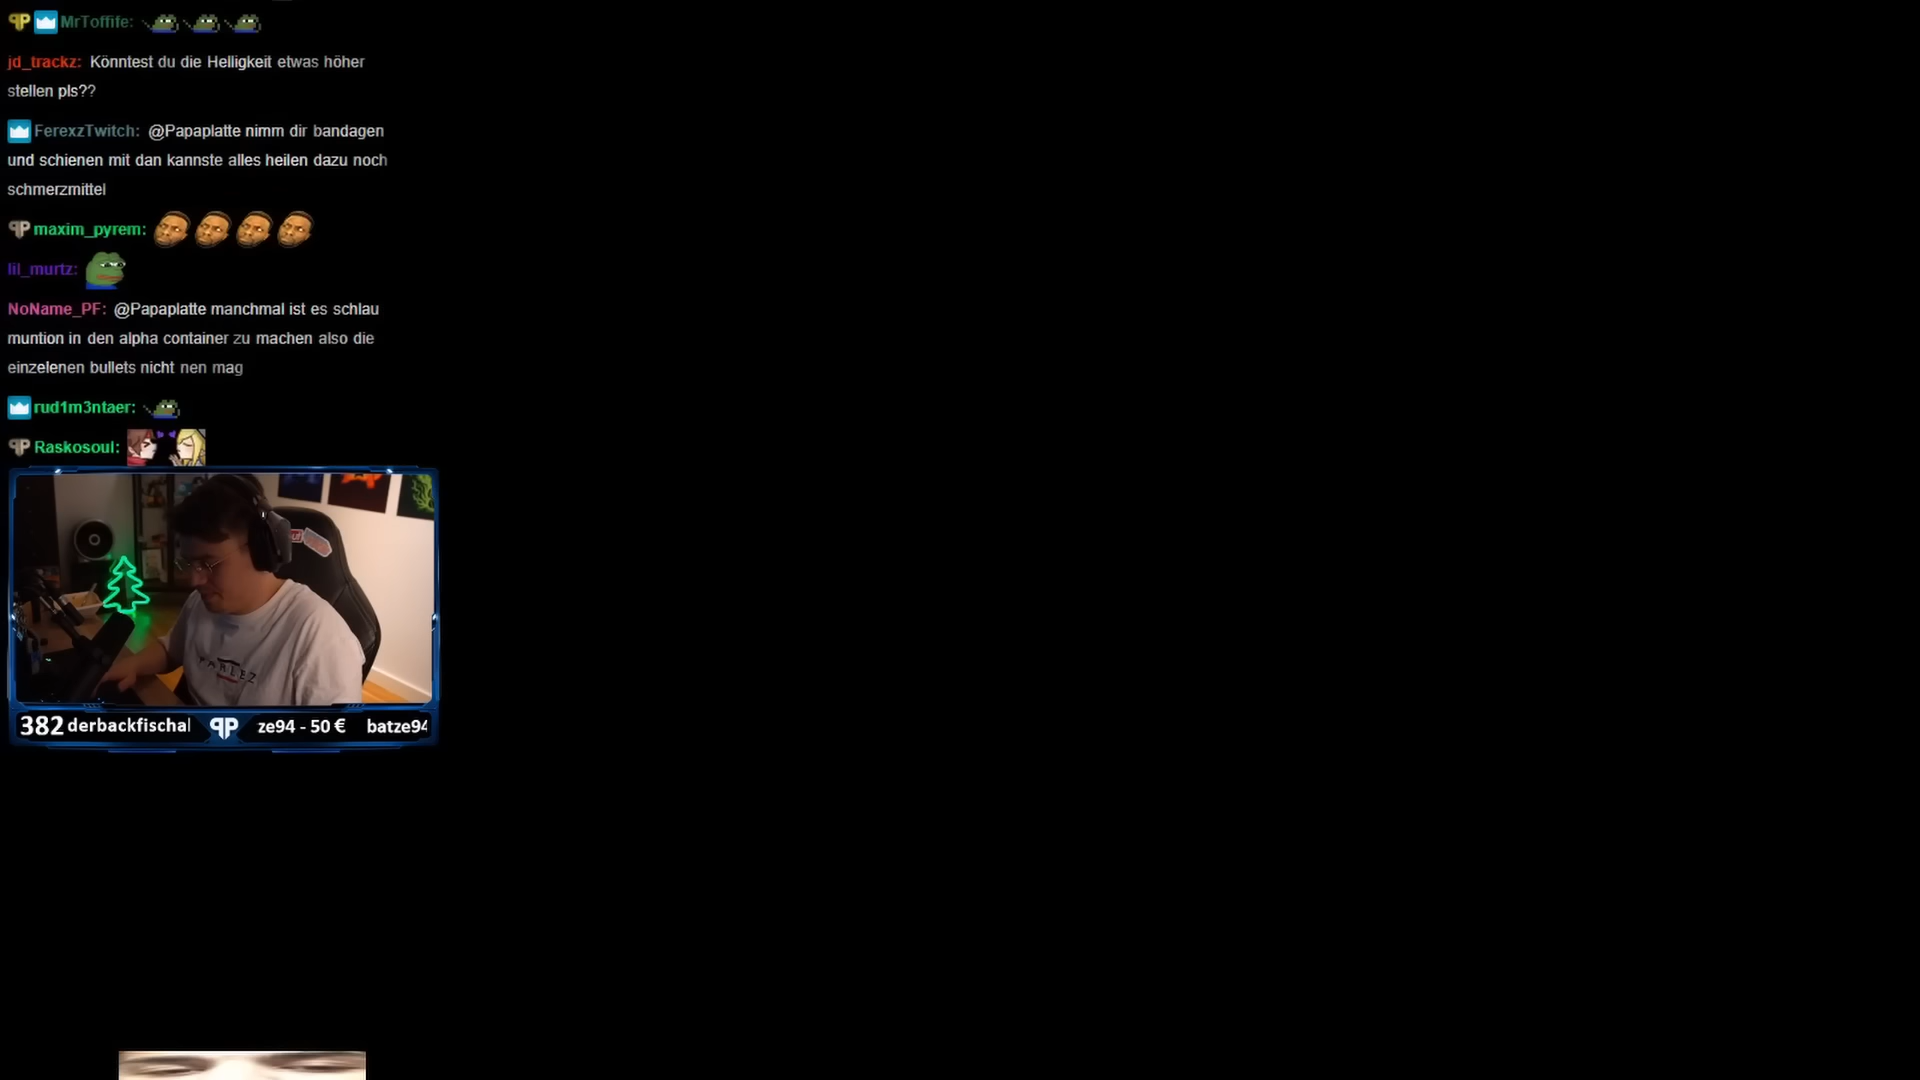 MrToffife:
jd_trackz: Könntest du die Helligkeit etwas höher
stellen pls??
FerexzTwitch: @Papaplatte nimm dir bandagen
und schienen mit dan kannste alles heilen dazu noch
schmerzmittel
maxim_pyrem:
lil_murtz:
NoName_PF: @Papaplatte manchmal ist es schlau
muntion in den alpha container zu machen also die
einzelenen bullets nicht nen mag
rud1m3ntaer:
Raskosoul:
PARLEZ
382 derbackfischal PP ze94 - 50 € batze94